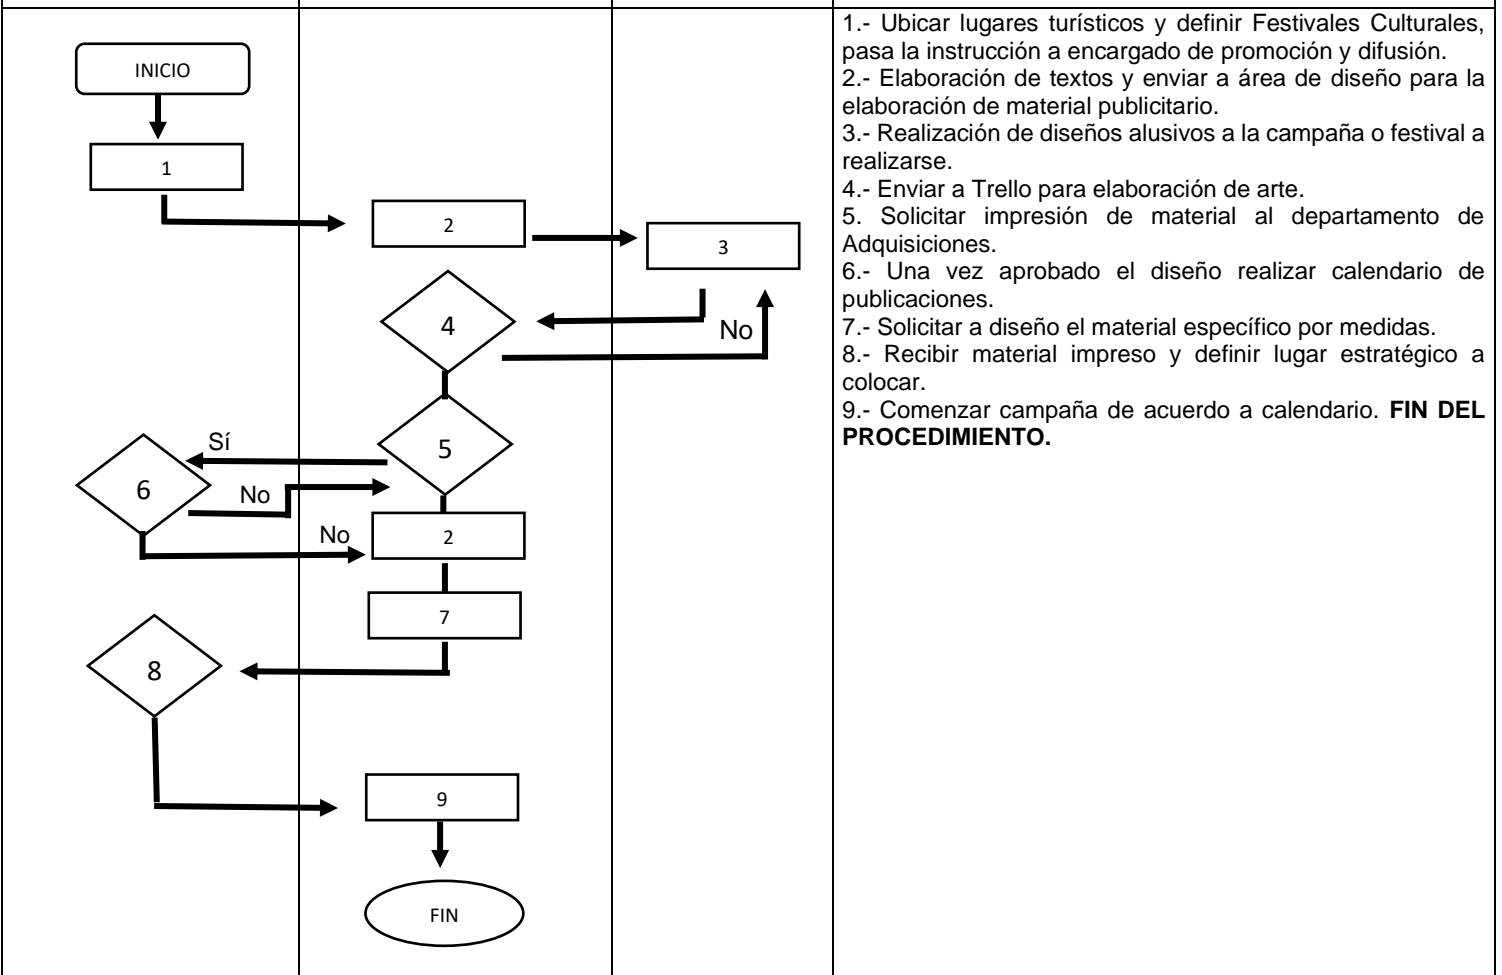 INICIO
1
2
3
4
No
5
Sí
6
No
No
2
7
8
9
FIN
1.- Ubicar lugares turísticos y definir Festivales Culturales,
pasa la instrucción a encargado de promoción y difusión.
2.- Elaboración de textos y enviar a área de diseño para la
elaboración de material publicitario.
3.- Realización de diseños alusivos a la campaña o festival a
realizarse.
4.- Enviar a Trello para elaboración de arte.
5. Solicitar impresión de material al departamento de
Adquisiciones.
6.- Una vez aprobado el diseño realizar calendario de
publicaciones.
7.- Solicitar a diseño el material específico por medidas.
8.- Recibir material impreso y definir lugar estratégico a
colocar.
9.- Comenzar campaña de acuerdo a calendario. FIN DEL
PROCEDIMIENTO.